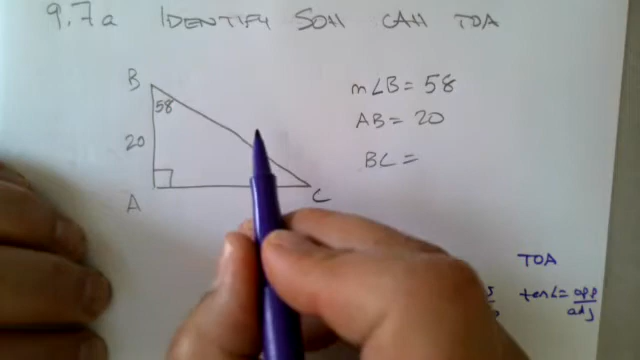 9.7a IDENTIFY SOH CAH TOA
B
58
20
A
C
m∠B = 58
AB = 20
BC =
TOA
tan∠ = opp
adj